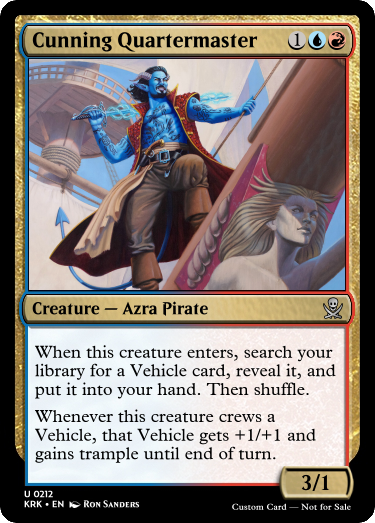 Cunning Quartermaster 1
Creature — Azra Pirate
When this creature enters, search your
library for a Vehicle card, reveal it, and
put it into your hand. Then shuffle.
Whenever this creature crews a
Vehicle, that Vehicle gets +1/+1 and
gains trample until end of turn.
3/1
U 0212
KRK • EN Ron Sanders
Custom Card — Not for Sale